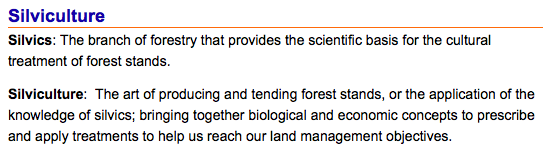 Silviculture
Silvics: The branch of forestry that provides the scientific basis for the cultural
treatment of forest stands.
Silviculture:  The art of producing and tending forest stands, or the application of the
knowledge of silvics; bringing together biological and economic concepts to prescribe
and apply treatments to help us reach our land management objectives.